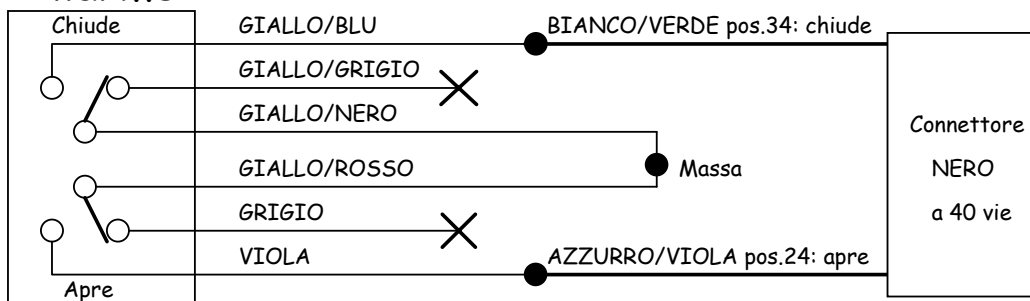 Chiude
GIALLO/BLU
BIANCO/VERDE pos.34: chiude
GIALLO/GRIGIO
GIALLO/NERO
Connettore
NERO
a 40 vie
Massa
GIALLO/ROSSO
GRIGIO
VIOLA
AZZURRO/VIOLA pos.24: apre
Apre